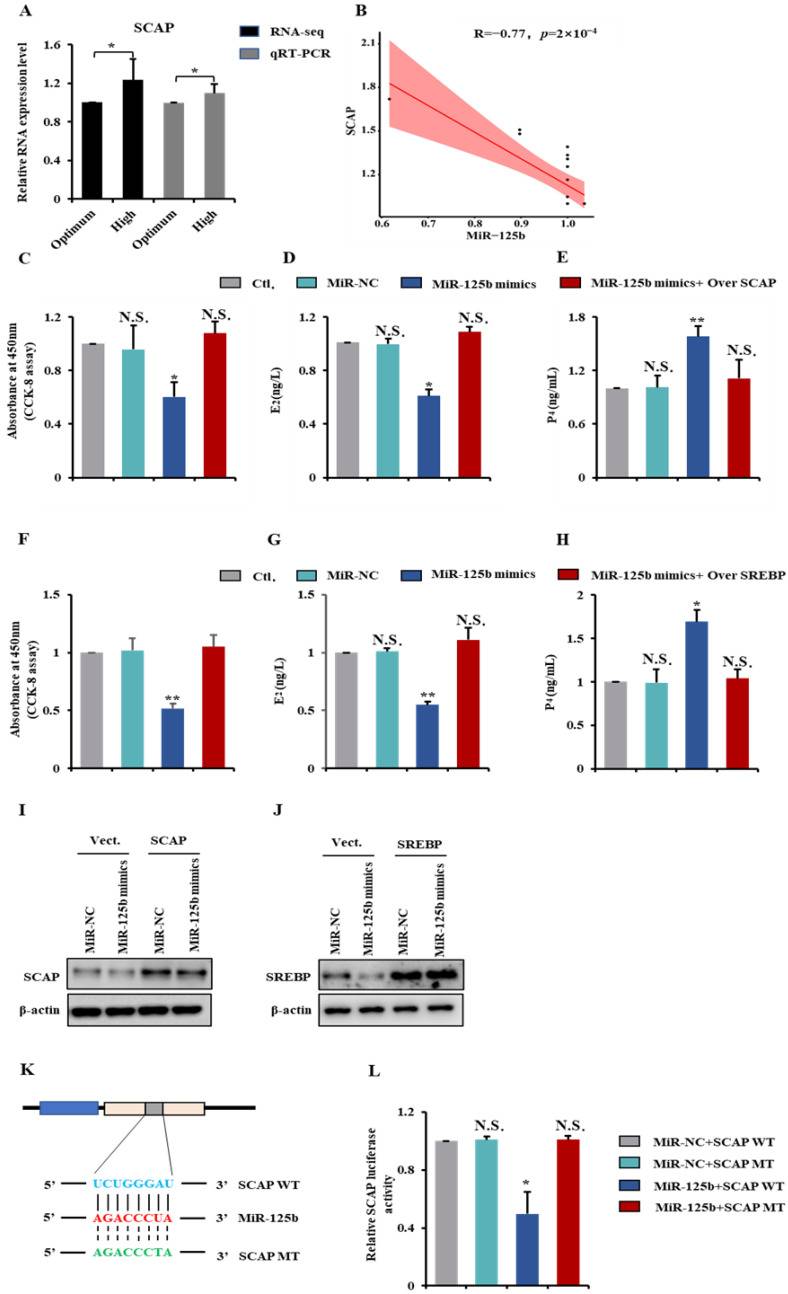 A
SCAP
RNA-seq
qRT-PCR
Relative RNA expression level
1.6
1.2
0.8
0.4
0
*
*
Optimum
High
Optimum
High
B
R=−0.77, p=2×10⁻⁴
SCAP
2.1
1.8
1.5
1.2
0.6 0.7 0.8 0.9 1.0
MiR−125b
C
D
E
Ctl. MiR-NC MiR-125b mimics MiR-125b mimics+ Over SCAP
Absorbance at 450nm
(CCK-8 assay)
1.2
0.8
0.4
0
N.S.
*
N.S.
E2(ng/L)
1.2
0.8
0.4
0
N.S.
*
N.S.
P4(ng/mL)
1.8
1.2
0.6
0
N.S.
**
N.S.
F
G
H
Ctl. MiR-NC MiR-125b mimics MiR-125b mimics+ Over SREBP
Absorbance at 450nm
(CCK-8 assay)
1.5
1
0.5
0
**
E2(ng/L)
1.5
1
0.5
0
N.S.
**
N.S.
P4(ng/mL)
2
1.5
1
0.5
0
N.S.
*
N.S.
I
Vect. SCAP
MiR-NC
MiR-125b mimics
MiR-NC
MiR-125b mimics
SCAP
β-actin
J
Vect. SREBP
MiR-NC
MiR-125b mimics
MiR-NC
MiR-125b mimics
SREBP
β-actin
K
5' UCUGGGAU 3' SCAP WT
5' AGACCCUA 3' MiR-125b
5' AGACCCTA 3' SCAP MT
L
Relative SCAP luciferase
activity
1.2
0.8
0.4
0
N.S.
*
N.S.
MiR-NC+SCAP WT
MiR-NC+SCAP MT
MiR-125b+SCAP WT
MiR-125b+SCAP MT